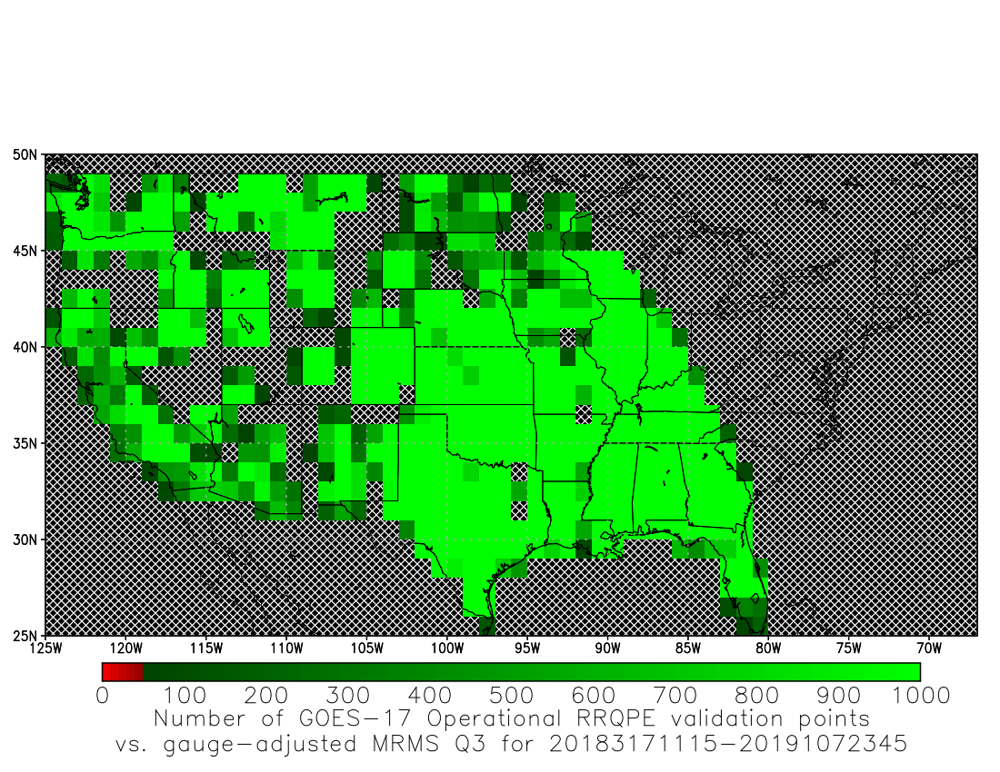 50N
45N
40N
35N
30N
25N
125W 120W 115W 110W 105W 100W 95W 90W 85W 80W 75W 70W
0 100 200 300 400 500 600 700 800 900 1000
Number of GOES-17 Operational RRQPE validation points
vs. gauge-adjusted MRMS Q3 for 20183171115-20191072345